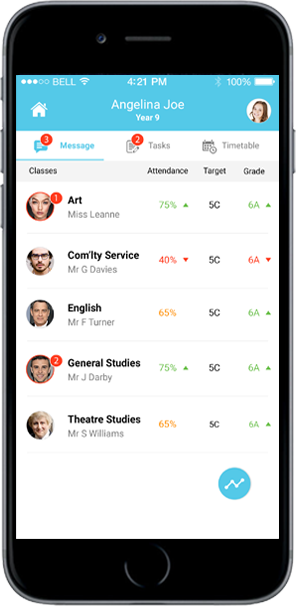 BELL 4:21 PM 100%
Angelina Joe
Year 9
3 Message 2 Tasks Timetable
Classes Attendance Target Grade
1 Art 75% 5C 6A
Miss Leanne
Com'lty Service 40% 5C 6A
Mr G Davies
English 65% 5C 6A
Mr F Turner
2 General Studies 75% 5C 6A
Mr J Darby
Theatre Studies 65% 5C 6A
Mr S Williams